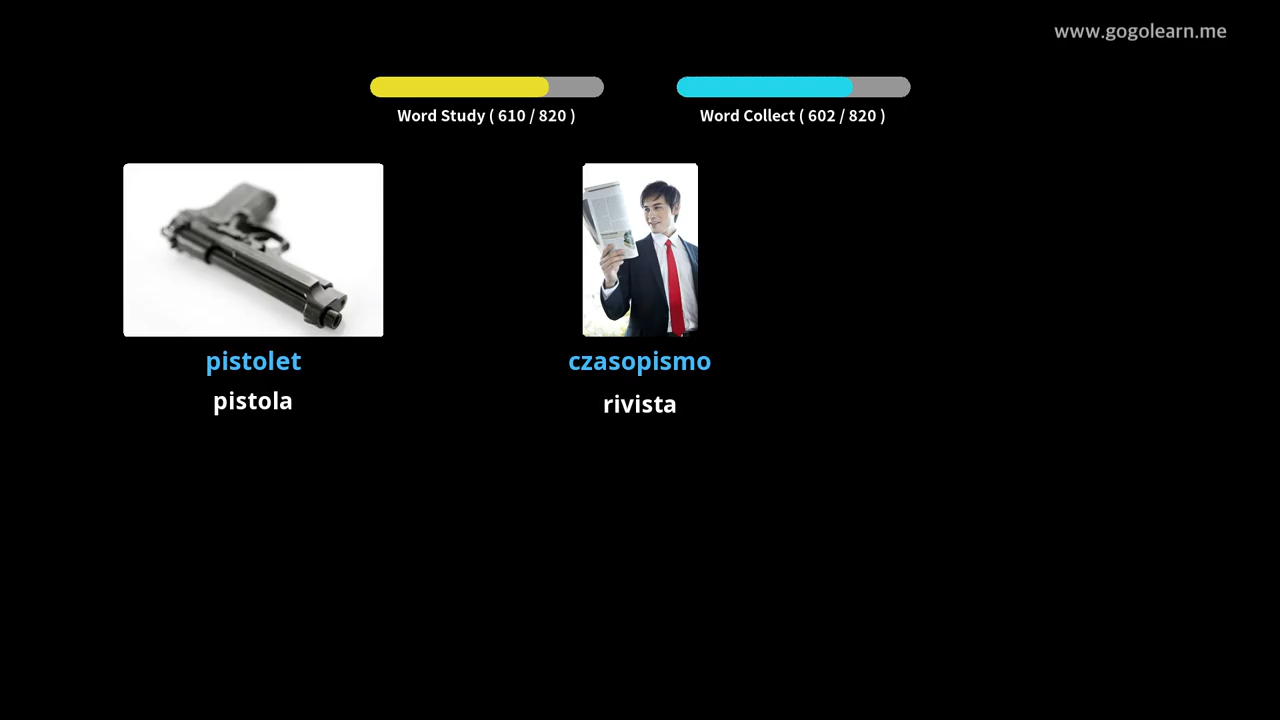 www.gogolearn.me
Word Study ( 610 / 820 )
Word Collect ( 602 / 820 )
pistolet
pistola
czasopismo
rivista